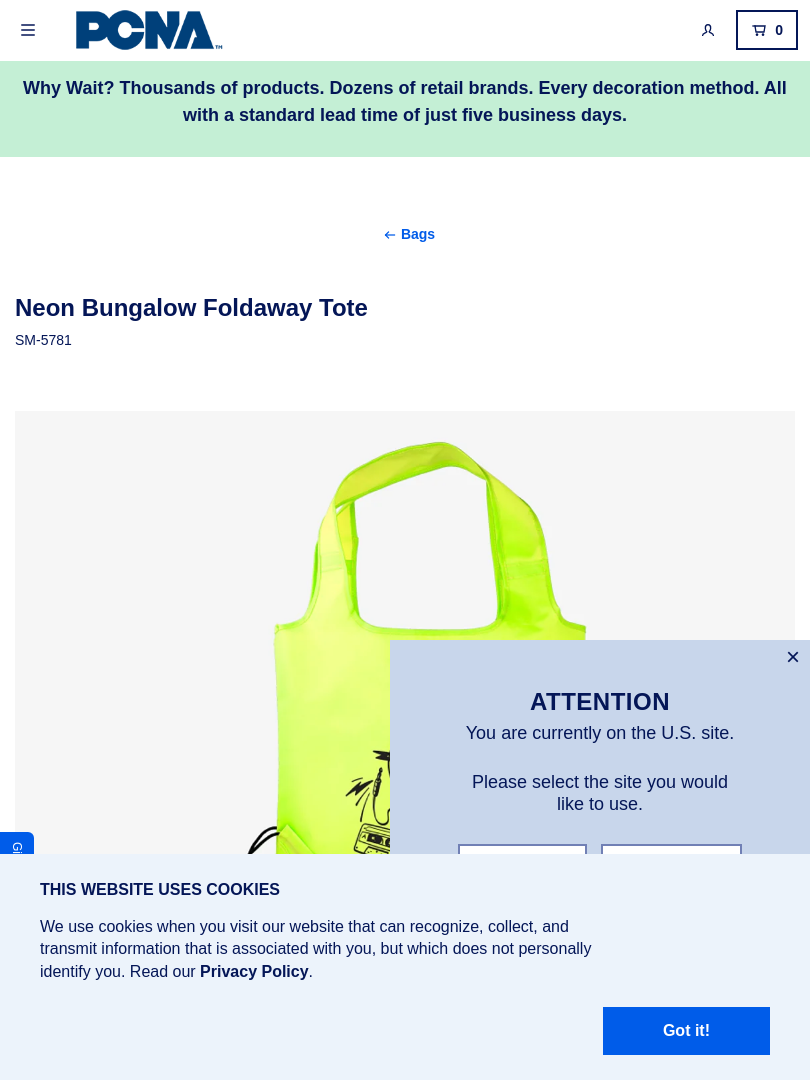 PCNA™
0
Why Wait? Thousands of products. Dozens of retail brands. Every decoration method. All
with a standard lead time of just five business days.
← Bags
Neon Bungalow Foldaway Tote
SM-5781
×
ATTENTION
You are currently on the U.S. site.
Please select the site you would
like to use.
THIS WEBSITE USES COOKIES
We use cookies when you visit our website that can recognize, collect, and
transmit information that is associated with you, but which does not personally
identify you. Read our Privacy Policy.
Got it!